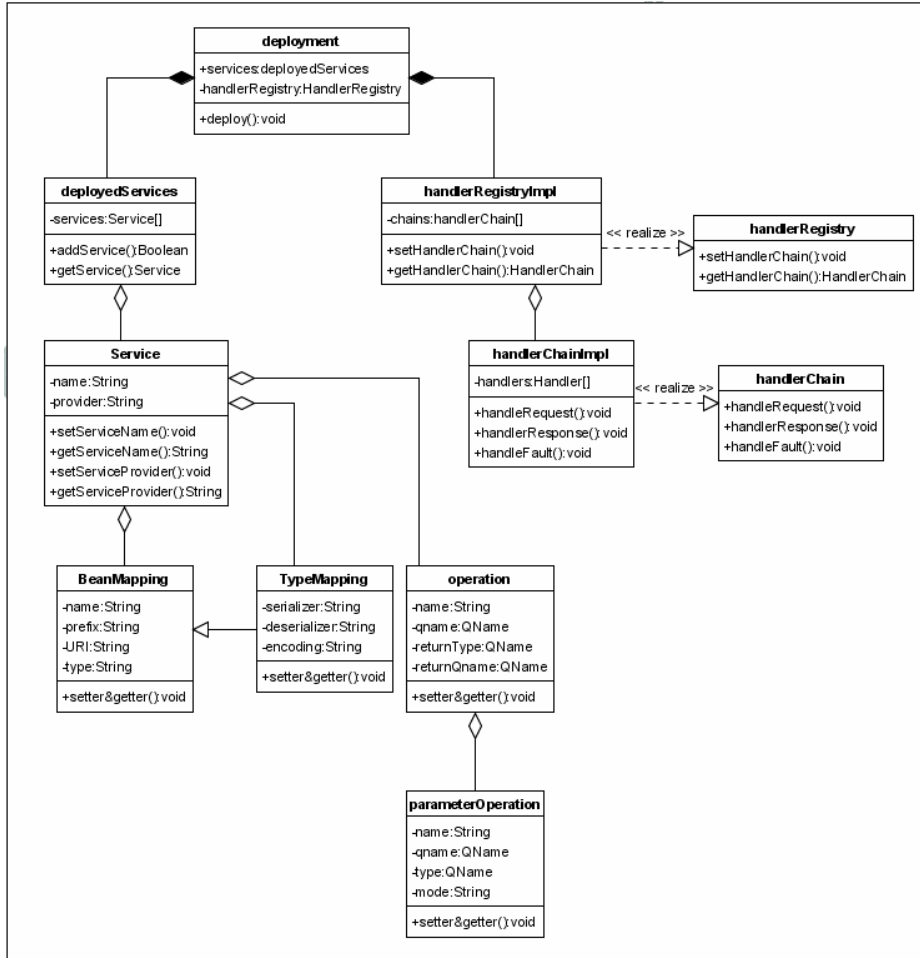 deployment
+services:deployedServices
-handlerRegistry:HandlerRegistry
+deploy():void
deployedServices
-services:Service[]
+addService():Boolean
+getService():Service
handlerRegistryImpl
-chains:handlerChain[]
+setHandlerChain():void
+getHandlerChain():HandlerChain
<< realize >>
handlerRegistry
+setHandlerChain():void
+getHandlerChain():HandlerChain
Service
-name:String
-provider:String
+setServiceName():void
+getServiceName():String
+setServiceProvider():void
+getServiceProvider():String
handlerChainImpl
-handlers:Handler[]
+handleRequest():void
+handlerResponse():void
+handleFault():void
<< realize >>
handlerChain
+handleRequest():void
+handlerResponse():void
+handleFault():void
BeanMapping
-name:String
-prefix:String
-URI:String
-type:String
+setter&getter():void
TypeMapping
-serializer:String
-deserializer:String
-encoding:String
+setter&getter():void
operation
-name:String
-qname:QName
-returnType:QName
-returnQname:QName
+setter&getter():void
parameterOperation
-name:String
-qname:QName
-type:QName
-mode:String
+setter&getter():void